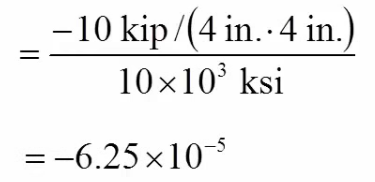 = −10 kip/(4 in.·4 in.) / 10×10³ ksi
= −6.25×10⁻⁵